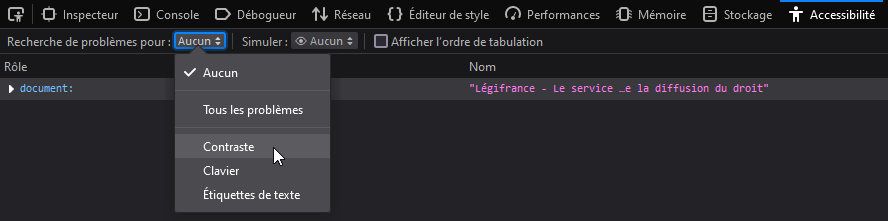 Inspecteur Console Débogueur Réseau Éditeur de style Performances Mémoire Stockage Accessibilité
Recherche de problèmes pour : Aucun Simuler : Aucun Afficher l’ordre de tabulation
Rôle Nom
document: "Légifrance - Le service …e la diffusion du droit"
Aucun
Tous les problèmes
Contraste
Clavier
Étiquettes de texte